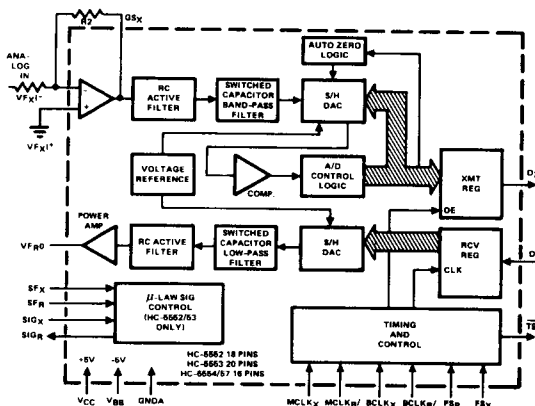 R2
GSX
ANA-
LOG
IN
VFXI-
VFXI+
-
+
RC
ACTIVE
FILTER
SWITCHED
CAPACITOR
BAND-PASS
FILTER
AUTO ZERO
LOGIC
S/H
DAC
VOLTAGE
REFERENCE
COMP.
A/D
CONTROL
LOGIC
XMT
REG
OE
POWER
AMP
VFRO
RC ACTIVE
FILTER
SWITCHED
CAPACITOR
LOW-PASS
FILTER
S/H
DAC
RCV
REG
CLK
SFX
SFR
SIGX
SIGR
μ-LAW SIG
CONTROL
(HC-5552/53
ONLY)
TIMING
AND
CONTROL
HC-5552 18 PINS
HC-5553 20 PINS
HC-5554/57 16 PINS
+5V
-5V
VCC
VBB
GNDA
MCLKX
MCLKR/
BCLKX
BCLKR/
FSR
FSX